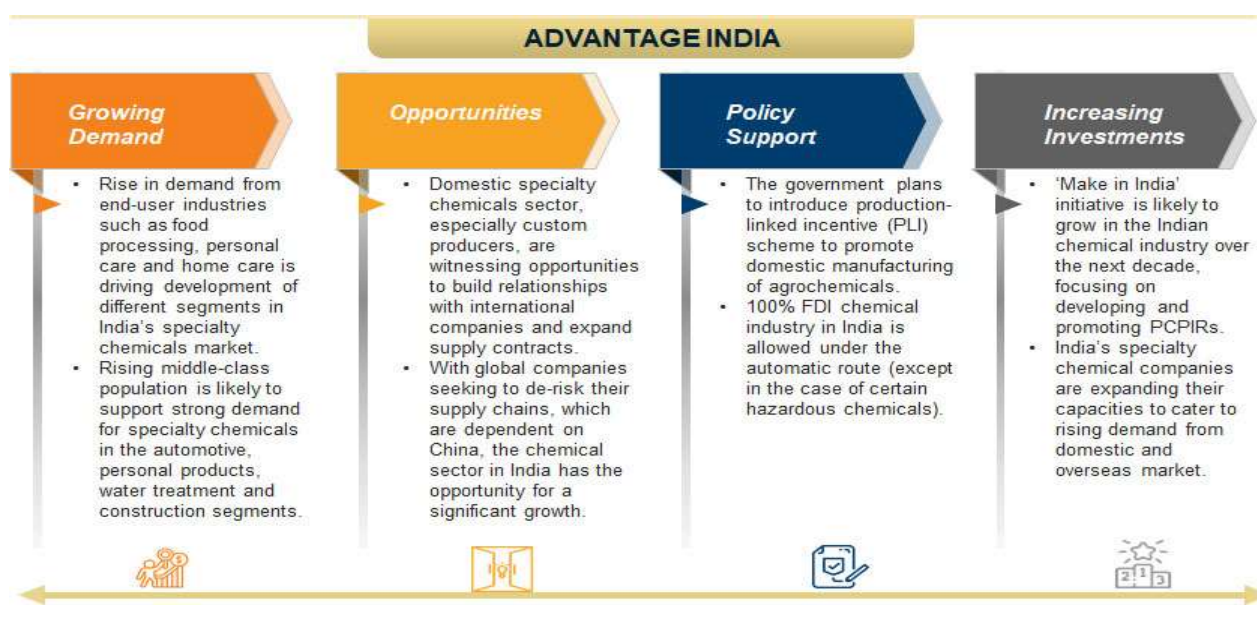 ADVANTAGE INDIA
Growing
Demand
• Rise in demand from
end-user industries
such as food
processing, personal
care and home care is
driving development of
different segments in
India's specialty
chemicals market.
• Rising middle-class
population is likely to
support strong demand
for specialty chemicals
in the automotive,
personal products,
water treatment and
construction segments.
Opportunities
• Domestic specialty
chemicals sector,
especially custom
producers, are
witnessing opportunities
to build relationships
with international
companies and expand
supply contracts.
• With global companies
seeking to de-risk their
supply chains, which
are dependent on
China, the chemical
sector in India has the
opportunity for a
significant growth.
Policy
Support
• The government plans
to introduce production-
linked incentive (PLI)
scheme to promote
domestic manufacturing
of agrochemicals.
• 100% FDI chemical
industry in India is
allowed under the
automatic route (except
in the case of certain
hazardous chemicals).
Increasing
Investments
• 'Make in India'
initiative is likely to
grow in the Indian
chemical industry over
the next decade,
focusing on
developing and
promoting PCPIRs.
• India's specialty
chemical companies
are expanding their
capacities to cater to
rising demand from
domestic and
overseas market.
2 1 3